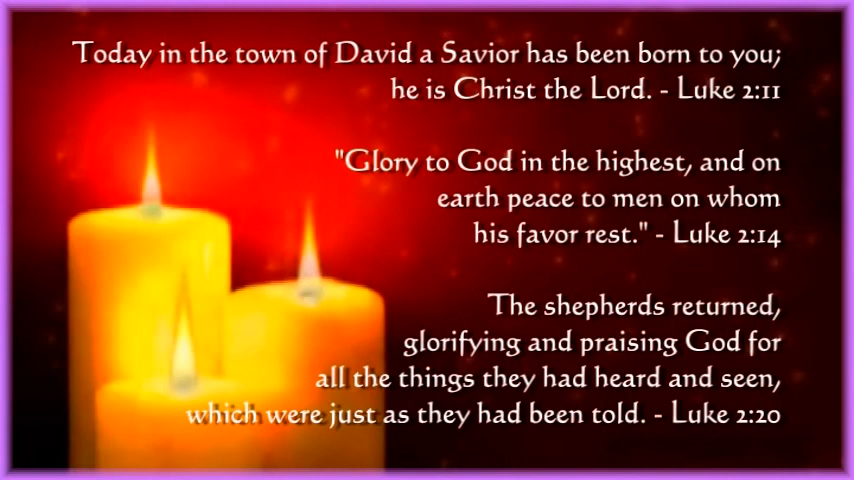 Today in the town of David a Savior has been born to you;
he is Christ the Lord. - Luke 2:11
"Glory to God in the highest, and on
earth peace to men on whom
his favor rest." - Luke 2:14
The shepherds returned,
glorifying and praising God for
all the things they had heard and seen,
which were just as they had been told. - Luke 2:20